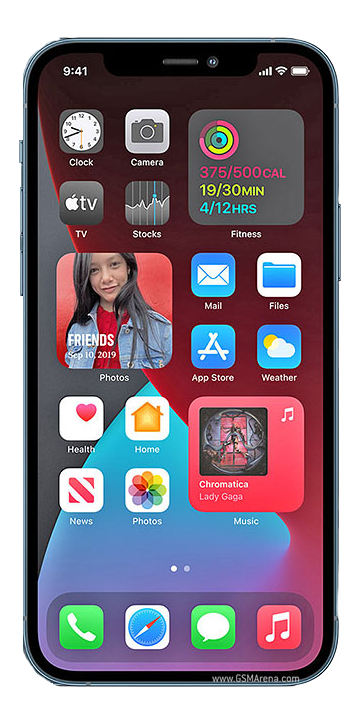 9:41
Clock
Camera
375/500CAL
19/30MIN
4/12HRS
tv
TV
Stocks
Fitness
FRIENDS
Sep 10, 2019
Photos
Mail
Files
App Store
Weather
Health
Home
Chromatica
Lady Gaga
News
Photos
Music
www.GSMArena.com